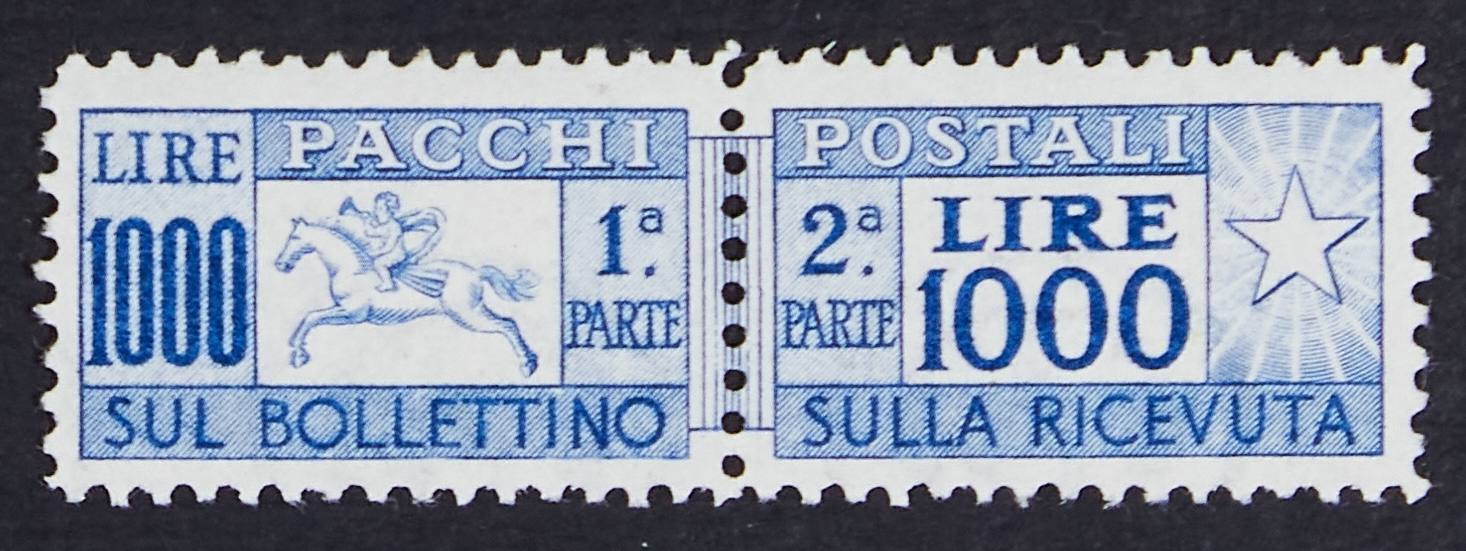 LIRE
1000
PACCHI
1.ª
PARTE
SUL BOLLETTINO
POSTALI
2.ª
PARTE
LIRE
1000
SULLA RICEVUTA